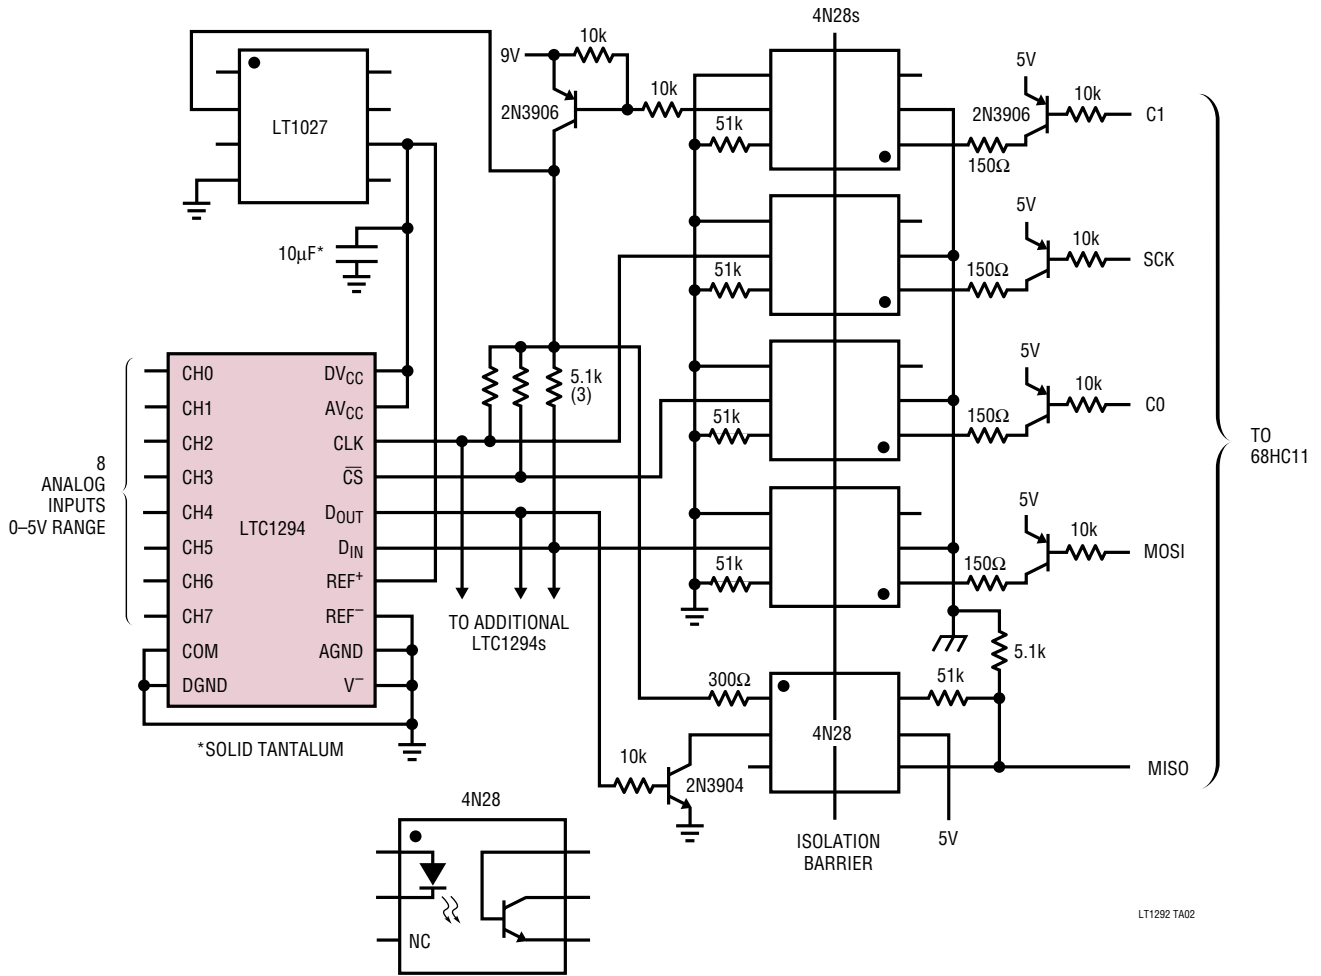 4N28s
10k
9V
2N3906
10k
51k
LT1027
5V
2N3906
10k
C1
150Ω
10µF*
51k
5V
10k
SCK
150Ω
5.1k
(3)
51k
5V
10k
C0
150Ω
TO
68HC11
8
ANALOG
INPUTS
0–5V RANGE
CH0
CH1
CH2
CH3
CH4
CH5
CH6
CH7
COM
DGND
LTC1294
DVCC
AVCC
CLK
C̅S̅
DOUT
DIN
REF+
REF–
AGND
V–
TO ADDITIONAL
LTC1294s
51k
5V
10k
MOSI
150Ω
5.1k
300Ω
51k
4N28
*SOLID TANTALUM
10k
2N3904
MISO
5V
ISOLATION
BARRIER
4N28
NC
LT1292 TA02